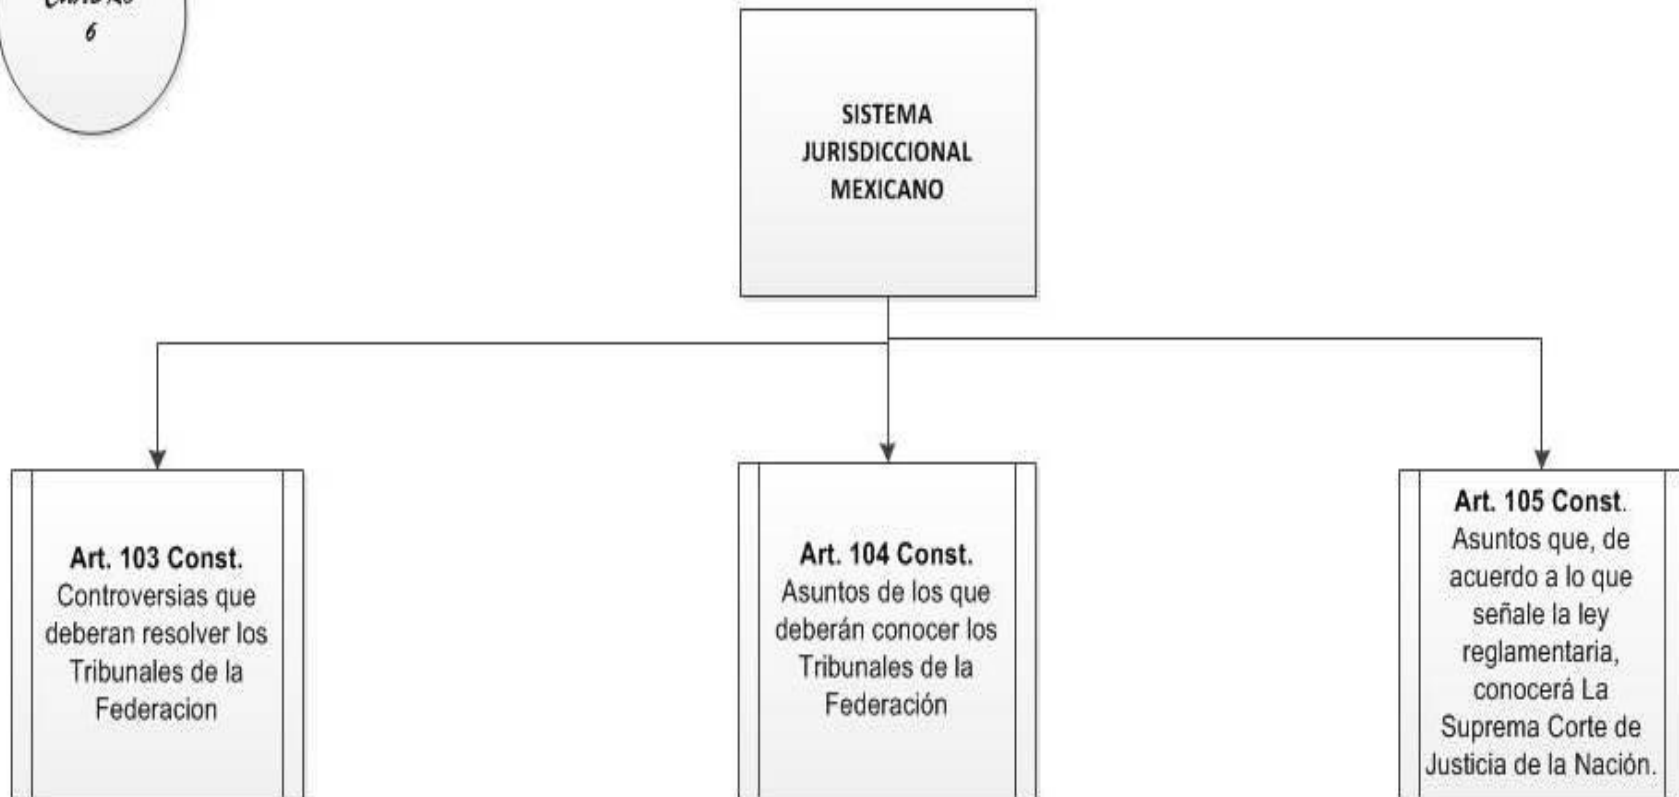 6
SISTEMA
JURISDICCIONAL
MEXICANO
Art. 103 Const.
Controversias que
deberan resolver los
Tribunales de la
Federacion
Art. 104 Const.
Asuntos de los que
deberán conocer los
Tribunales de la
Federación
Art. 105 Const.
Asuntos que, de
acuerdo a lo que
señale la ley
reglamentaria,
conocerá La
Suprema Corte de
Justicia de la Nación.